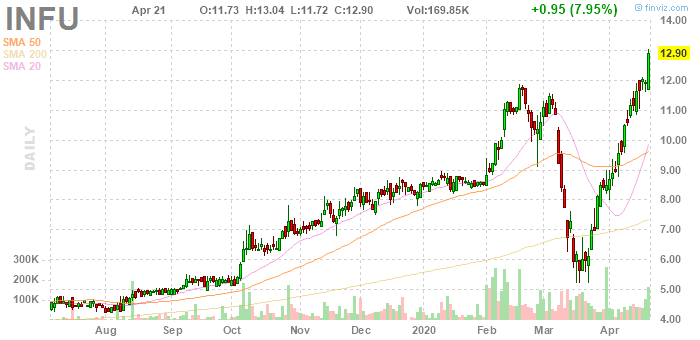 INFU Apr 21 O:11.73 H:13.04 L:11.72 C:12.90 Vol:169.85K +0.95 (7.95%) © finviz.com
SMA 50
SMA 200
SMA 20
DAILY
14.00
12.90
12.00
11.00
10.00
9.00
8.00
7.00
6.00
5.00
4.00
300K
200K
100K
Aug Sep Oct Nov Dec 2020 Feb Mar Apr